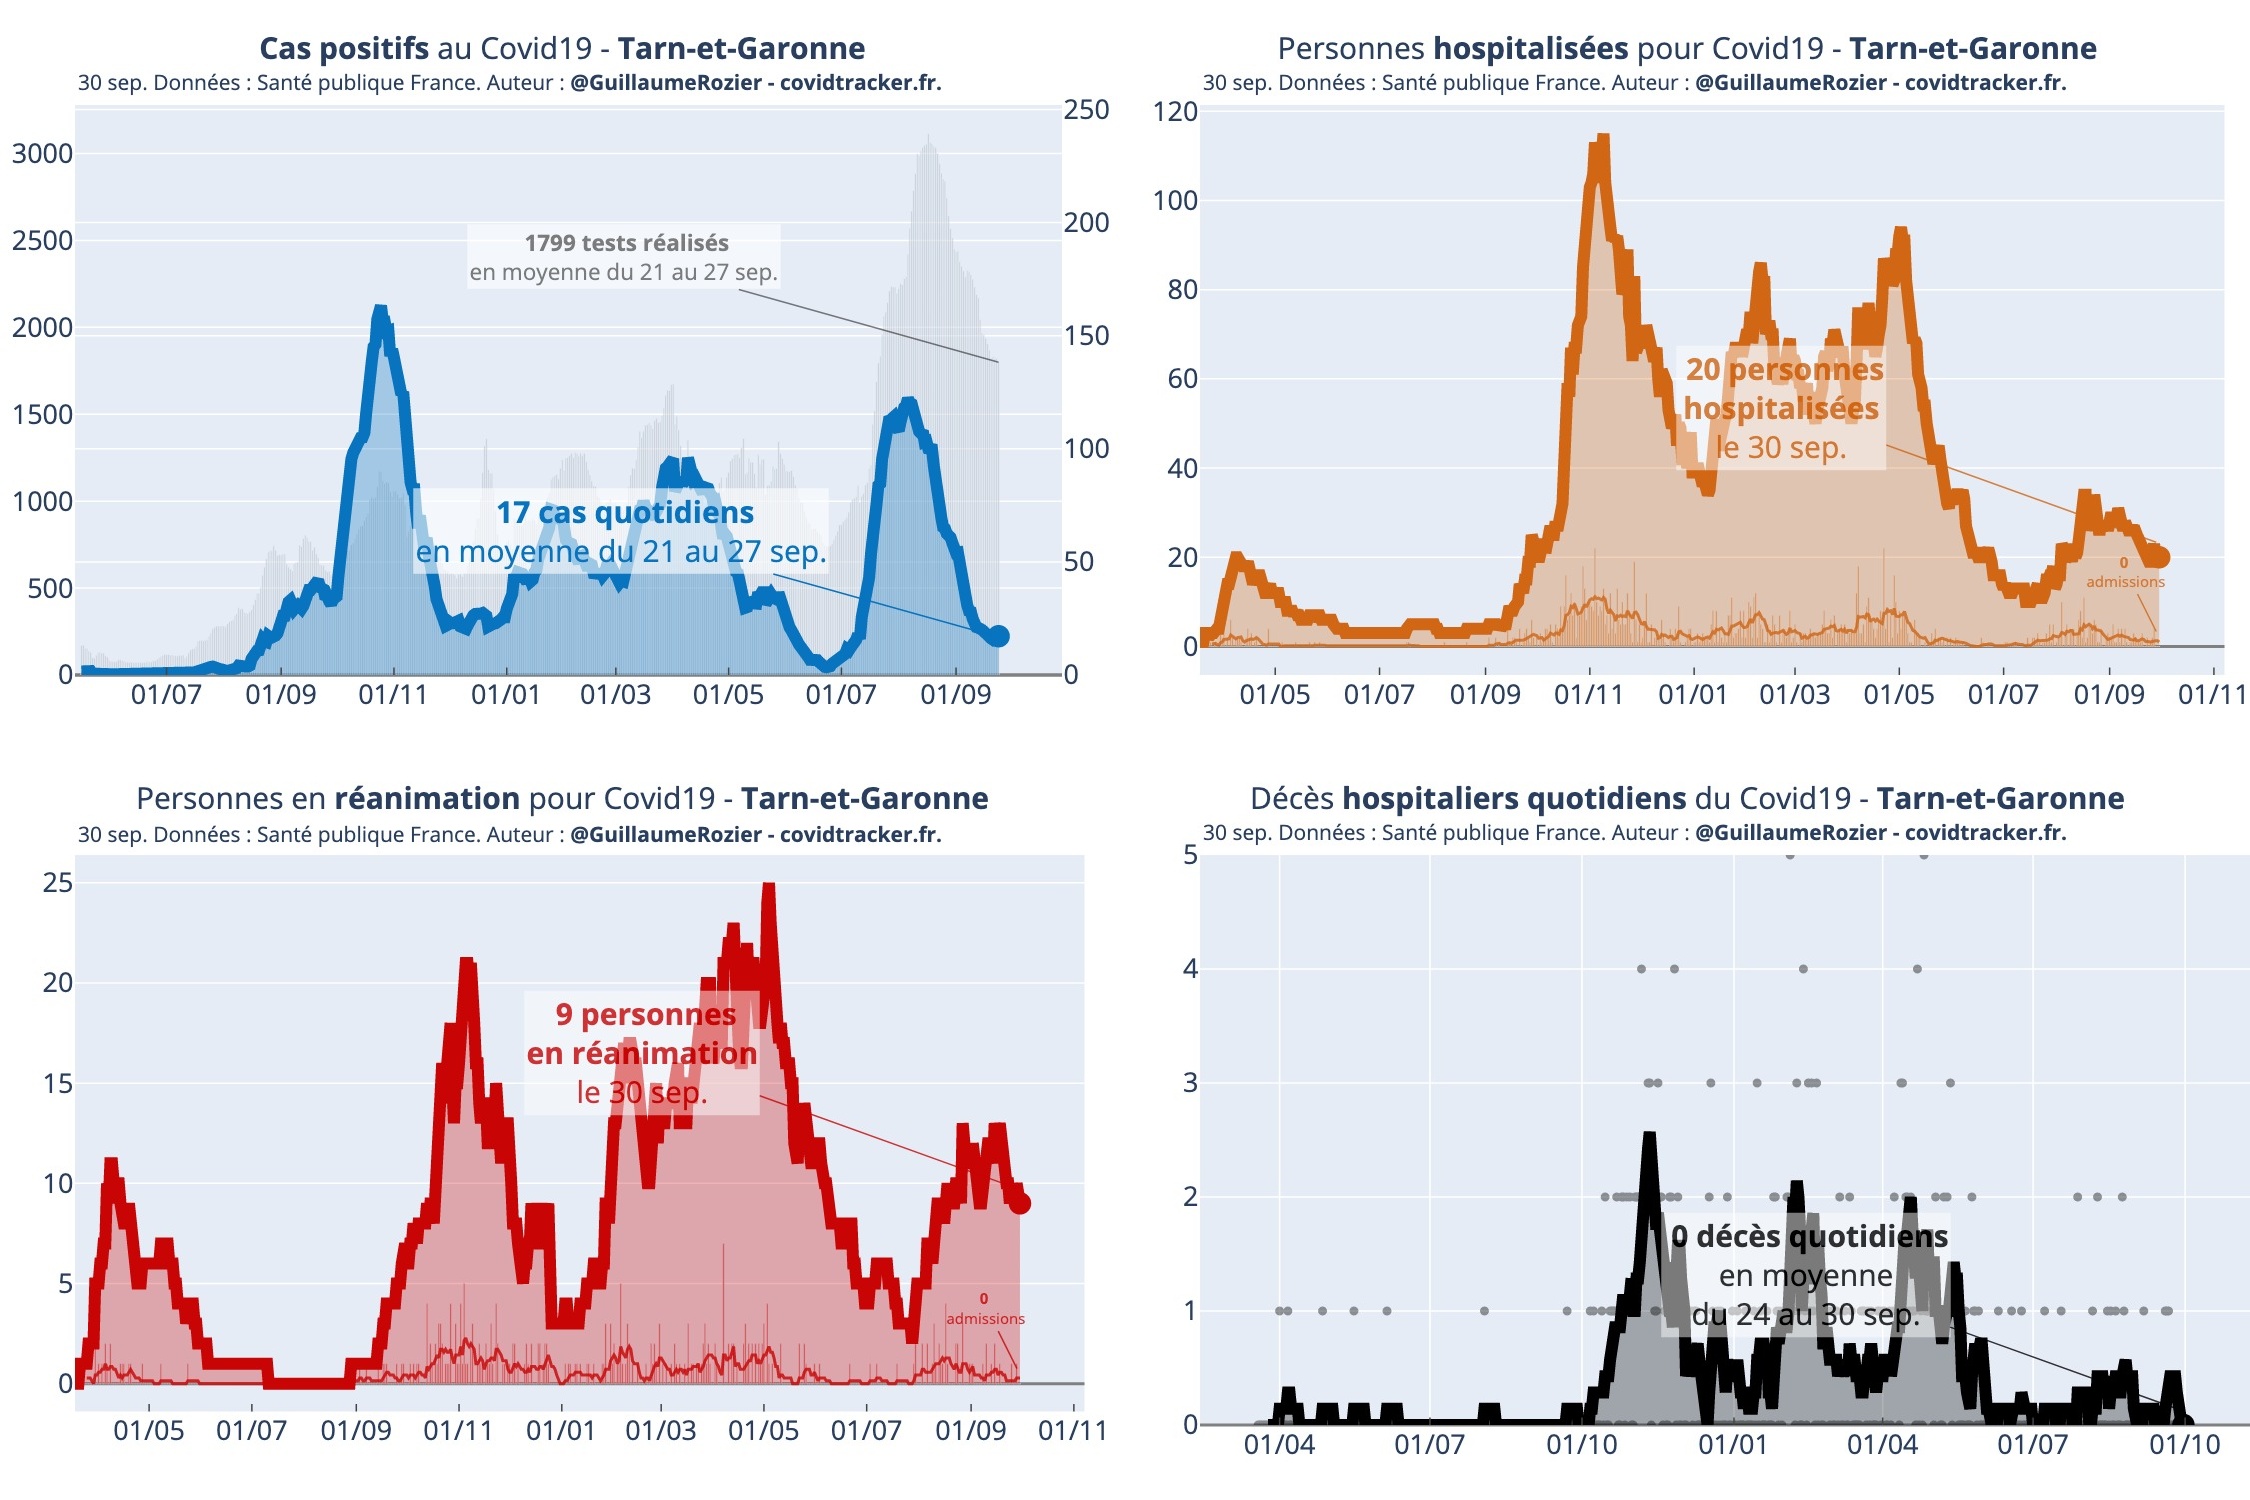 Cas positifs au Covid19 - Tarn-et-Garonne
30 sep. Données : Santé publique France. Auteur : @GuillaumeRozier - covidtracker.fr.
250
3000
2500
200
1799 tests réalisés
en moyenne du 21 au 27 sep.
2000
150
1500
100
1000
17 cas quotidiens
en moyenne du 21 au 27 sep.
500
50
0
0
01/07 01/09 01/11 01/01 01/03 01/05 01/07 01/09
Personnes hospitalisées pour Covid19 - Tarn-et-Garonne
30 sep. Données : Santé publique France. Auteur : @GuillaumeRozier - covidtracker.fr.
120
100
80
60
20 personnes
hospitalisées
le 30 sep.
40
20
0
admissions
0
01/05 01/07 01/09 01/11 01/01 01/03 01/05 01/07 01/09 01/11
Personnes en réanimation pour Covid19 - Tarn-et-Garonne
30 sep. Données : Santé publique France. Auteur : @GuillaumeRozier - covidtracker.fr.
25
20
9 personnes
en réanimation
le 30 sep.
15
10
5
0
admissions
0
01/05 01/07 01/09 01/11 01/01 01/03 01/05 01/07 01/09 01/11
Décès hospitaliers quotidiens du Covid19 - Tarn-et-Garonne
30 sep. Données : Santé publique France. Auteur : @GuillaumeRozier - covidtracker.fr.
5
4
3
2
0 décès quotidiens
en moyenne
du 24 au 30 sep.
1
0
01/04 01/07 01/10 01/01 01/04 01/07 01/10